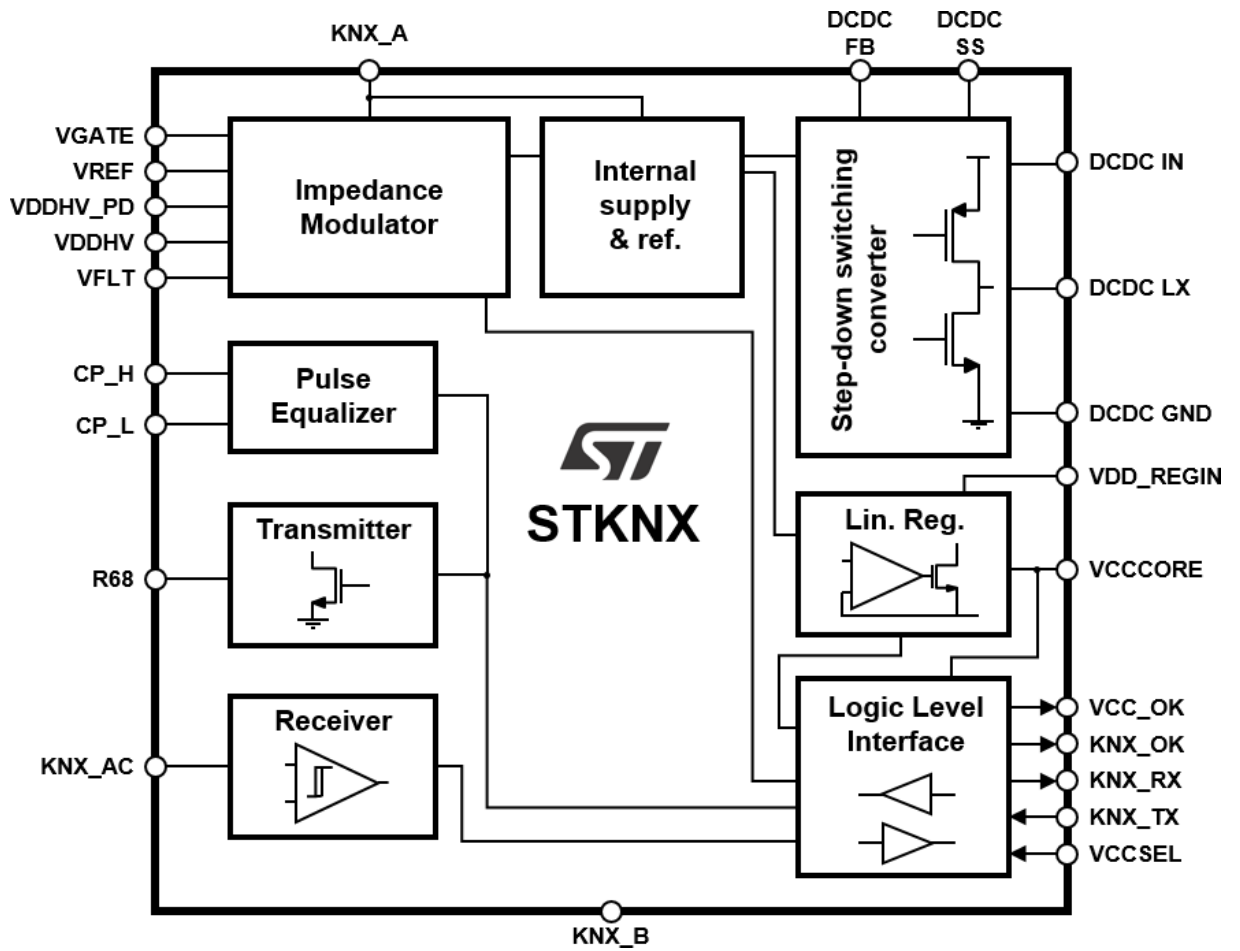 KNX_A
DCDC
FB
DCDC
SS
VGATE
VREF
VDDHV_PD
VDDHV
VFLT
Impedance
Modulator
Internal
supply
& ref.
Step-down switching
converter
DCDC IN
DCDC LX
DCDC GND
CP_H
CP_L
Pulse
Equalizer
ST
STKNX
VDD_REGIN
Lin. Reg.
VCCCORE
R68
Transmitter
KNX_AC
Receiver
Logic Level
Interface
VCC_OK
KNX_OK
KNX_RX
KNX_TX
VCCSEL
KNX_B